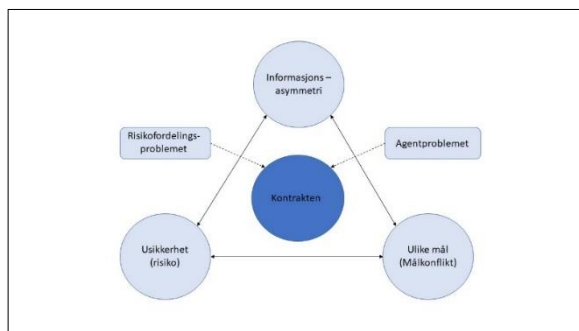 Informasjons –
asymmetri
Risikofordelings-
problemet
Agentproblemet
Kontrakten
Usikkerhet
(risiko)
Ulike mål
(Målkonflikt)